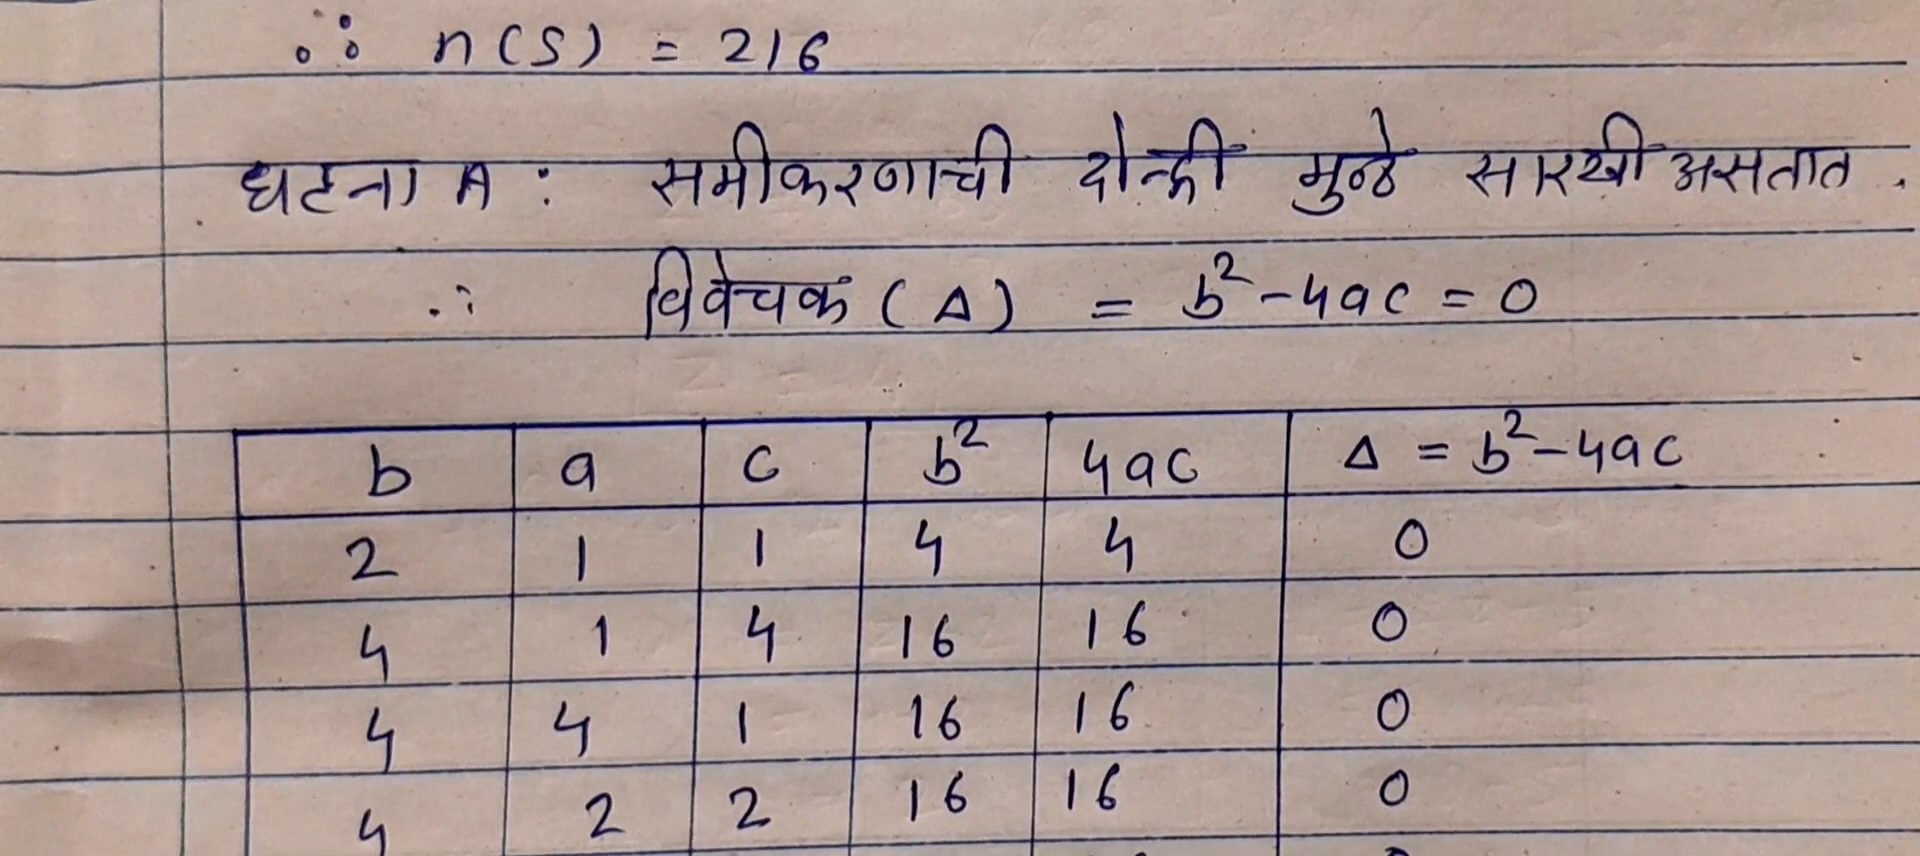 ∴ n(S) = 216
घटना A : समीकरणाची दोन्ही मुळे सारखी असतात.
∴ विवेचक (Δ) = b² - 4ac = 0
b a c b² 4ac Δ = b² - 4ac
2 1 1 4 4 0
4 1 4 16 16 0
4 4 1 16 16 0
4 2 2 16 16 0